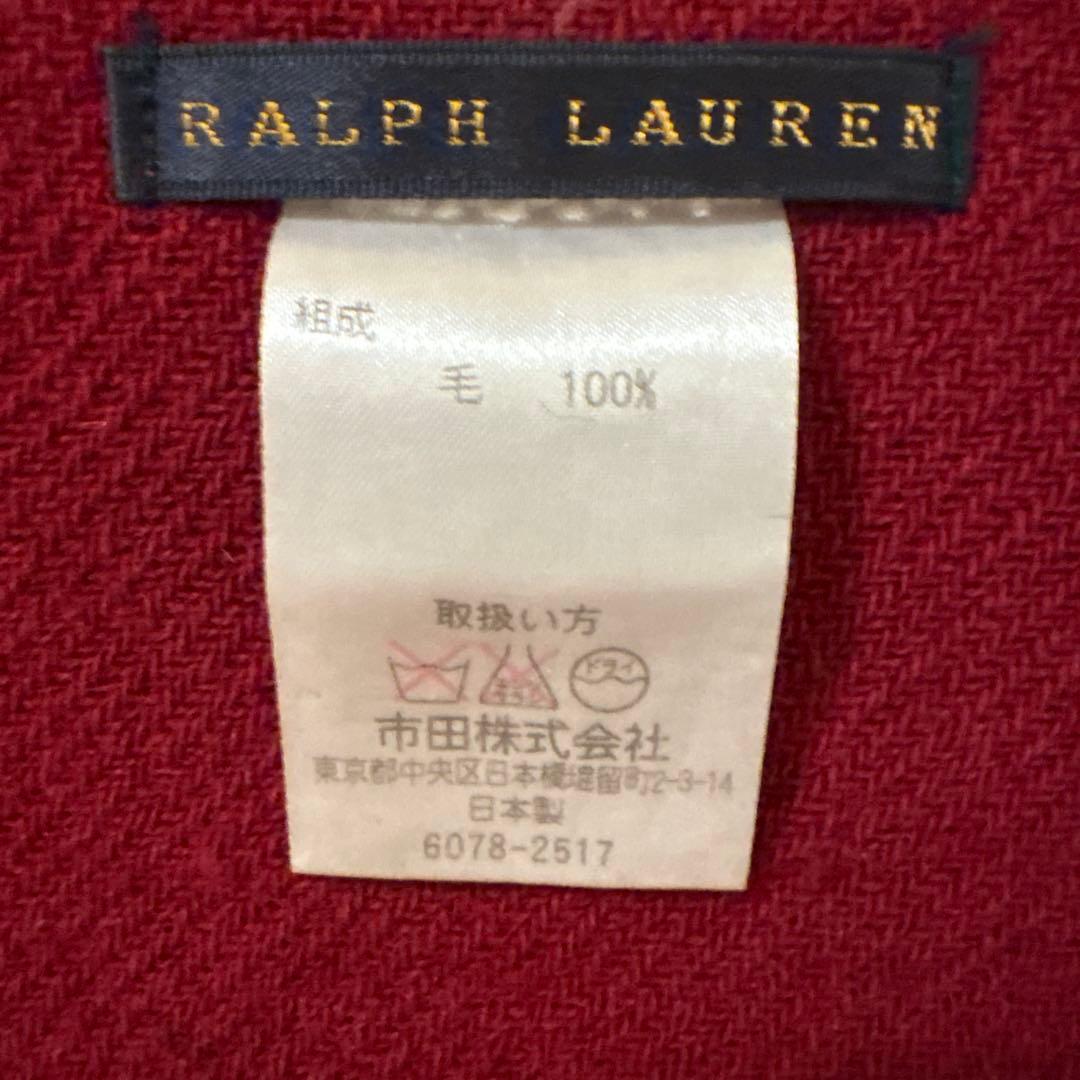 RALPH LAUREN
組成
毛 100%
取扱い方
ドライ
市田株式会社
東京都中央区日本橋堀留町2-3-14
日本製
6078-2517